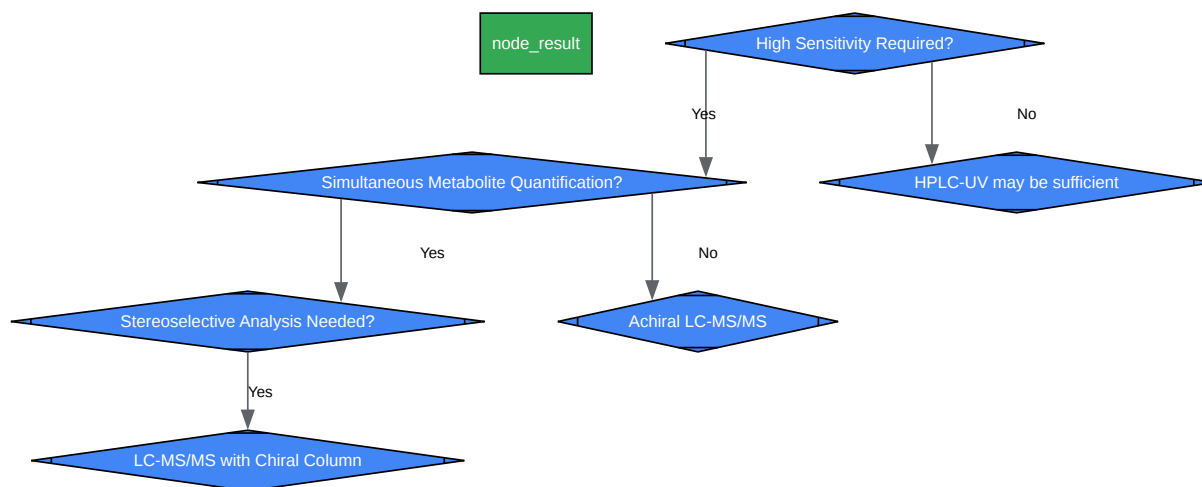 node_result
High Sensitivity Required?
Yes
No
Simultaneous Metabolite Quantification?
HPLC-UV may be sufficient
Yes
No
Stereoselective Analysis Needed?
Achiral LC-MS/MS
Yes
LC-MS/MS with Chiral Column